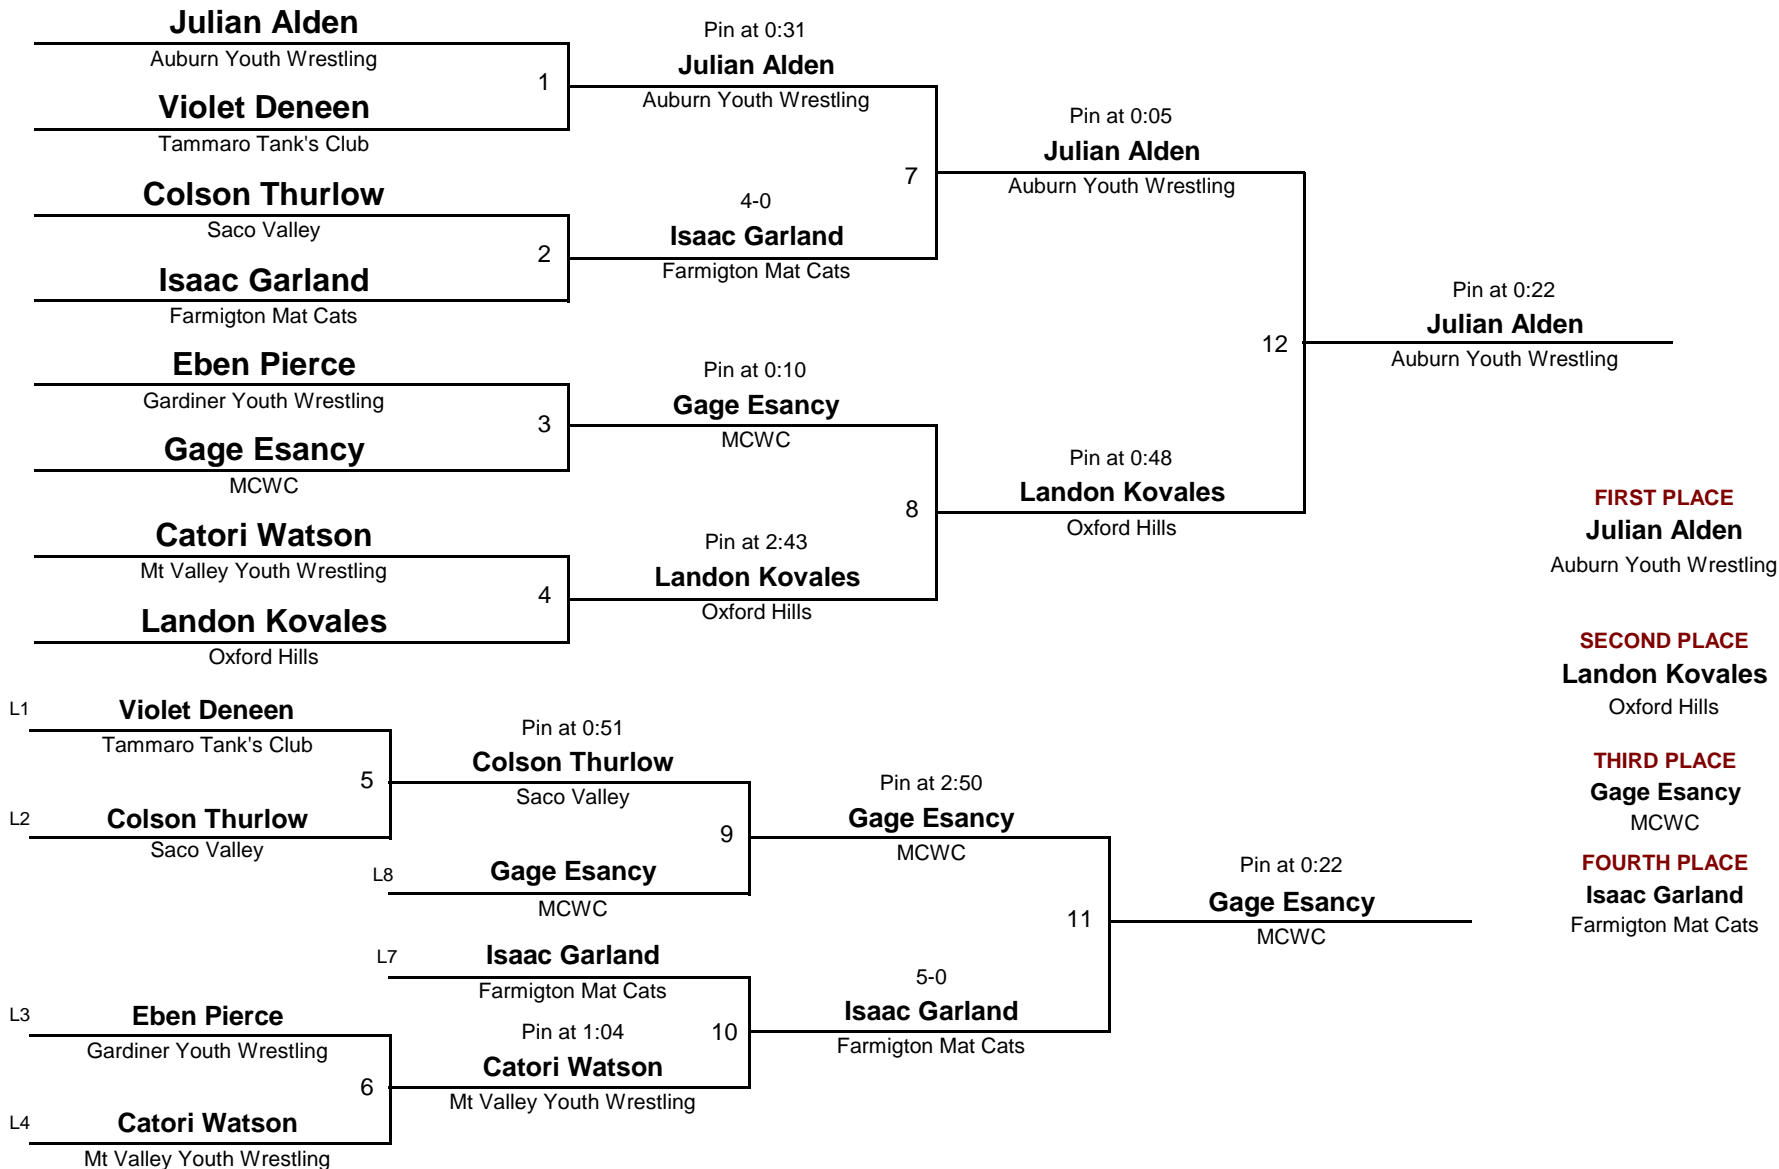 Julian Alden
Auburn Youth Wrestling
1
Violet Deneen
Tammaro Tank's Club
Colson Thurlow
Saco Valley
2
Isaac Garland
Farmigton Mat Cats
Eben Pierce
Gardiner Youth Wrestling
3
Gage Esancy
MCWC
Catori Watson
Mt Valley Youth Wrestling
4
Landon Kovales
Oxford Hills
Pin at 0:31
Julian Alden
Auburn Youth Wrestling
7
4-0
Isaac Garland
Farmigton Mat Cats
Pin at 0:10
Gage Esancy
MCWC
8
Pin at 2:43
Landon Kovales
Oxford Hills
Pin at 0:05
Julian Alden
Auburn Youth Wrestling
12
Pin at 0:48
Landon Kovales
Oxford Hills
Pin at 0:22
Julian Alden
Auburn Youth Wrestling
FIRST PLACE
Julian Alden
Auburn Youth Wrestling
SECOND PLACE
Landon Kovales
Oxford Hills
THIRD PLACE
Gage Esancy
MCWC
FOURTH PLACE
Isaac Garland
Farmigton Mat Cats
L1
Violet Deneen
Tammaro Tank's Club
5
L2
Colson Thurlow
Saco Valley
Pin at 0:51
Colson Thurlow
Saco Valley
9
L8
Gage Esancy
MCWC
L7
Isaac Garland
Farmigton Mat Cats
10
Pin at 1:04
Catori Watson
Mt Valley Youth Wrestling
L3
Eben Pierce
Gardiner Youth Wrestling
6
L4
Catori Watson
Mt Valley Youth Wrestling
Pin at 2:50
Gage Esancy
MCWC
11
5-0
Isaac Garland
Farmigton Mat Cats
Pin at 0:22
Gage Esancy
MCWC